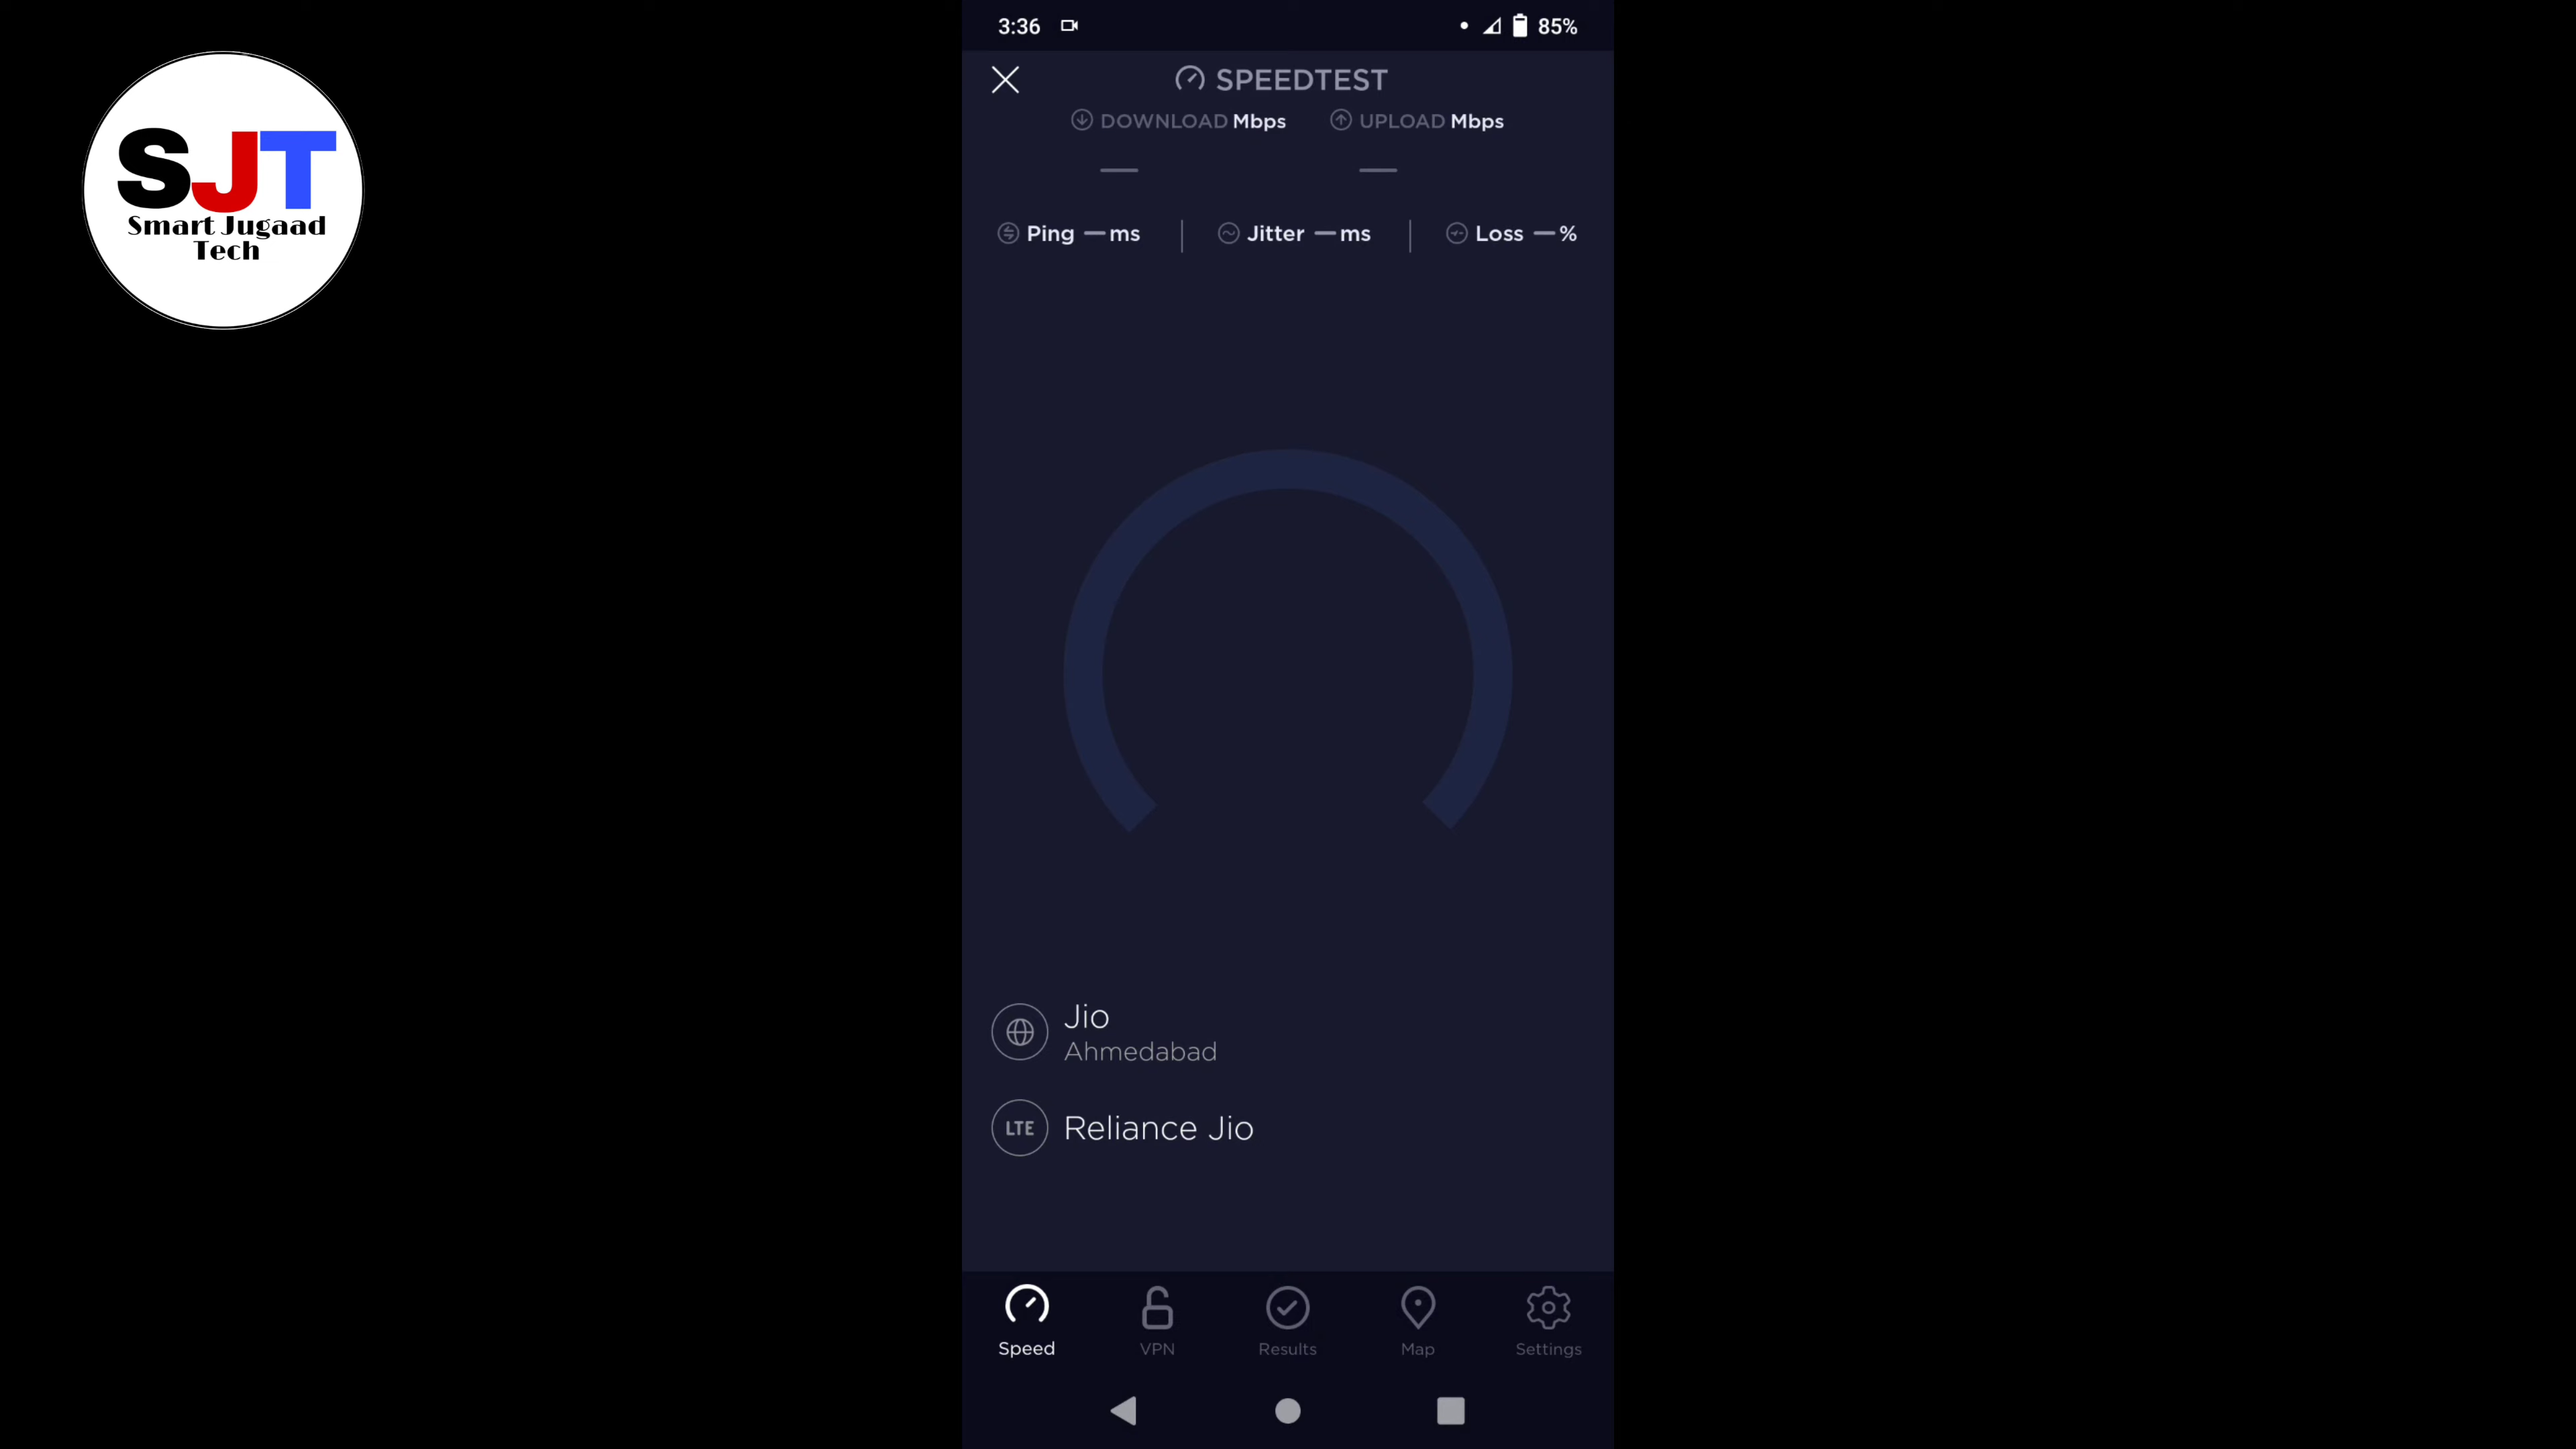 SJT
Smart Jugaad
Tech
3:36
85%
SPEEDTEST
DOWNLOAD Mbps
UPLOAD Mbps
— —
Ping — ms | Jitter — ms | Loss — %
Jio
Ahmedabad
LTE Reliance Jio
Speed VPN Results Map Settings